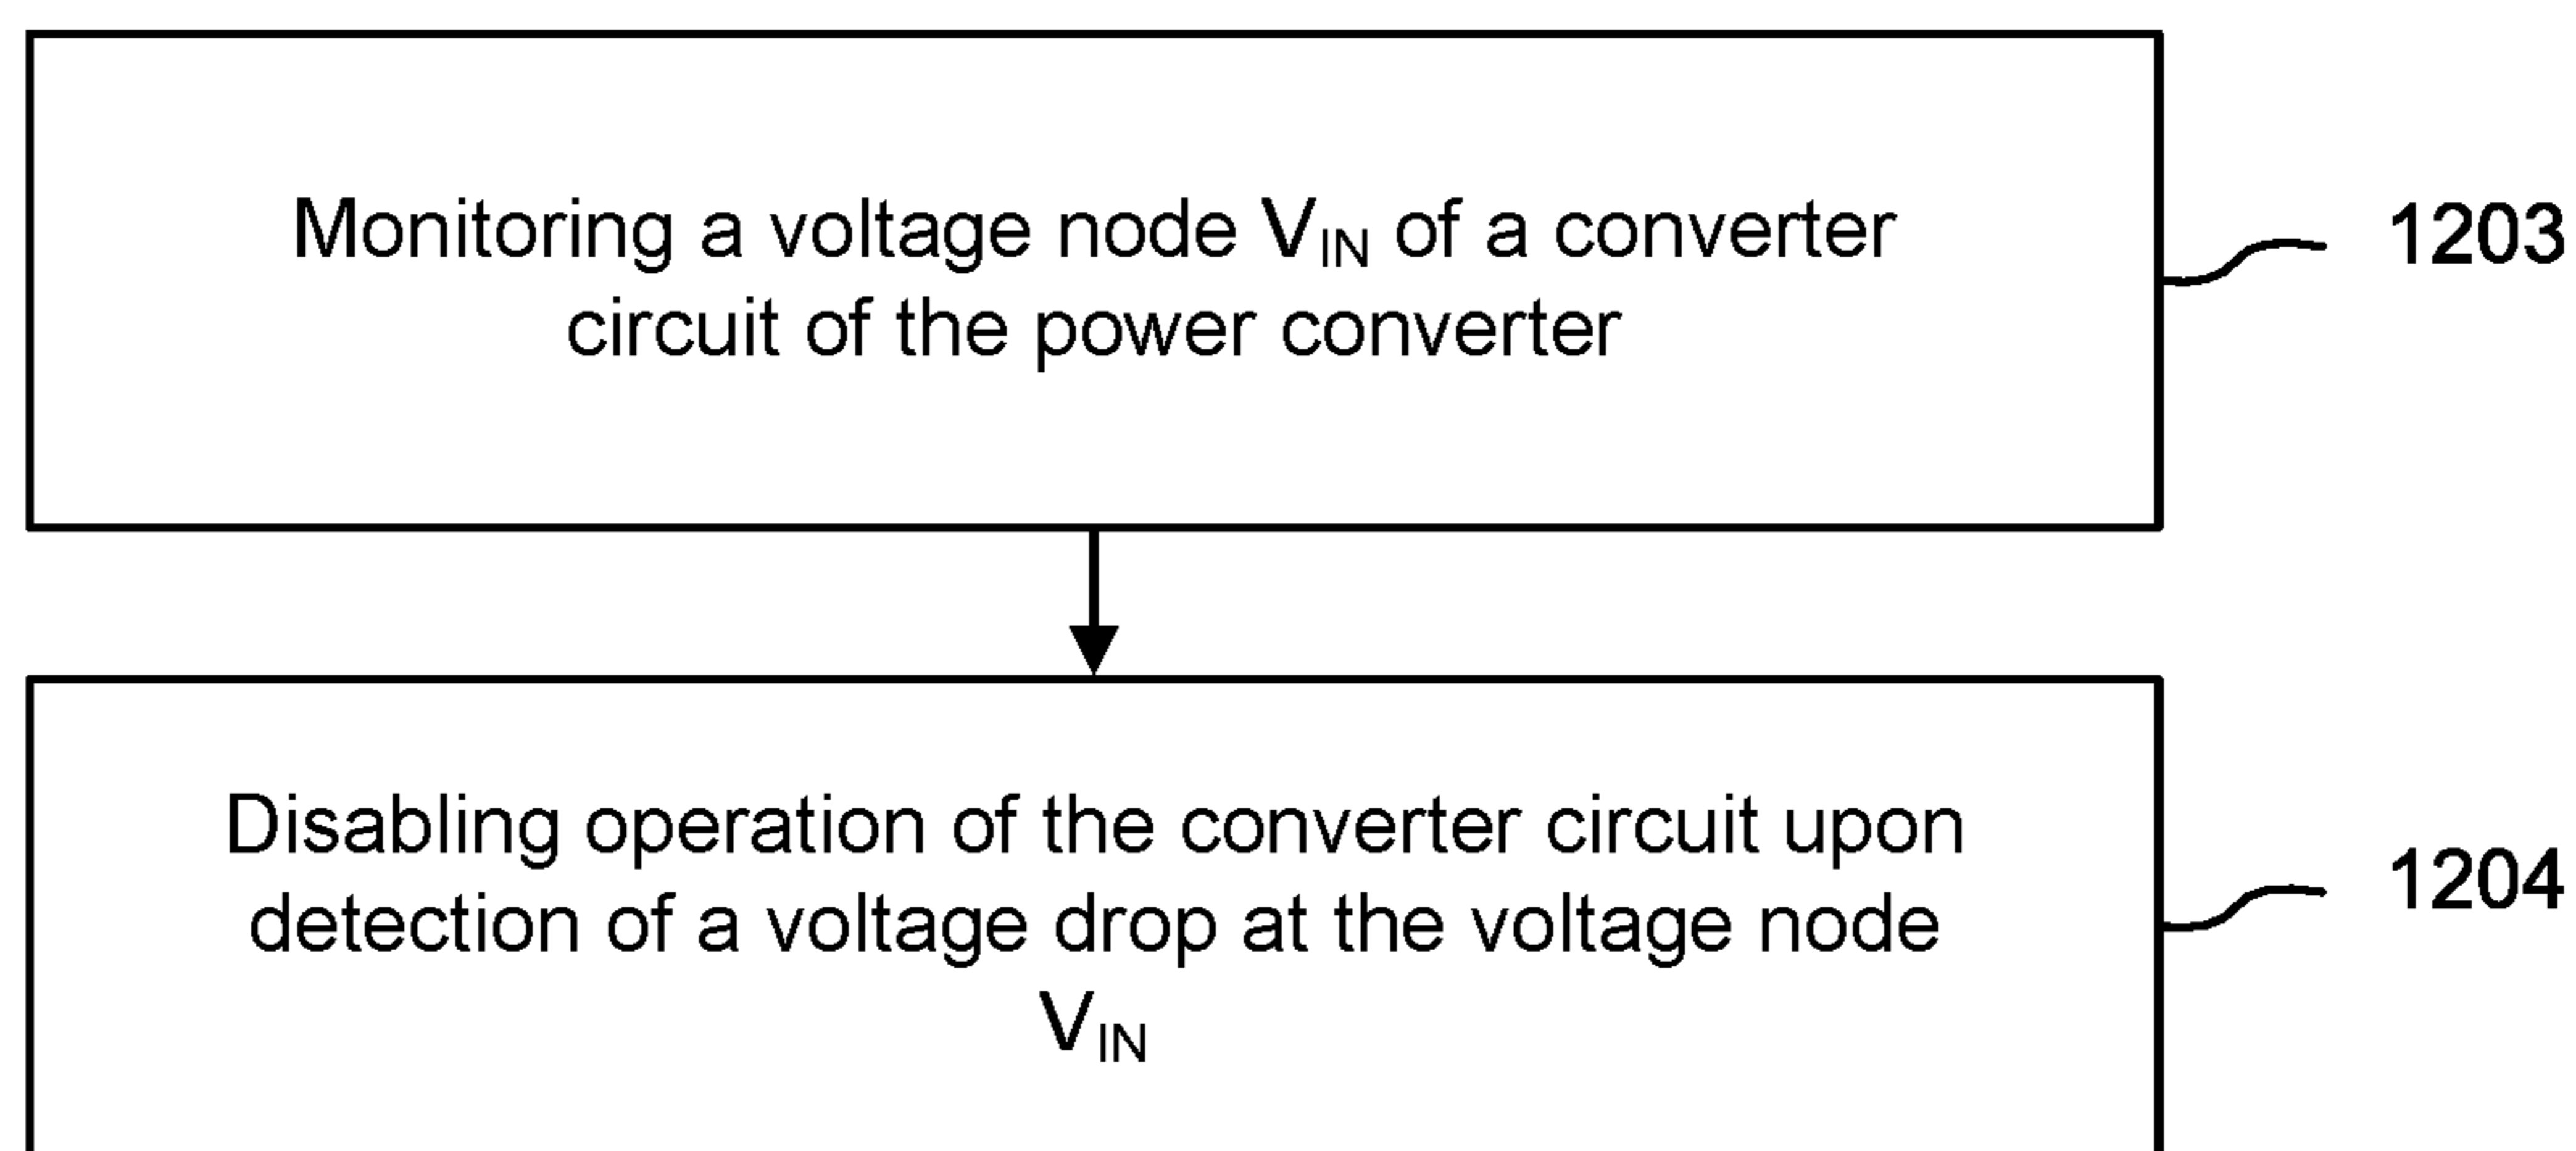 Monitoring a voltage node VIN of a converter
circuit of the power converter
1203
Disabling operation of the converter circuit upon
detection of a voltage drop at the voltage node
VIN
1204